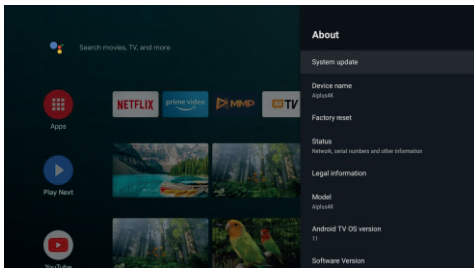 Search movies, TV, and more
Apps
NETFLIX
prime video
MMP
TV
Play Next
YouTube
About
System update
Device name
Aiplus4K
Factory reset
Status
Network, serial numbers and other information
Legal information
Model
Aiplus4K
Android TV OS version
11
Software Version